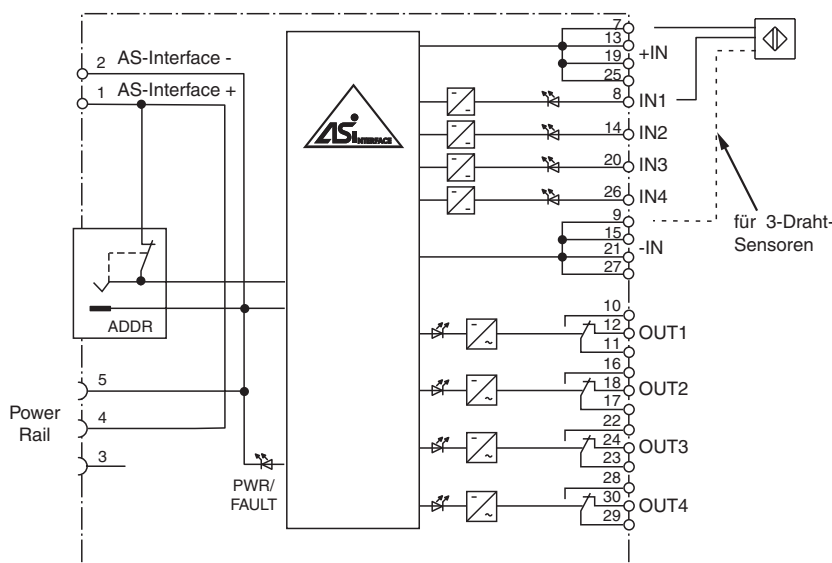 2 AS-Interface -
1 AS-Interface +
ADDR
5
Power
Rail
4
3
PWR/
FAULT
ASi
INTERFACE
7
13
+IN
19
25
8 IN1
14 IN2
20 IN3
26 IN4
9
15
-IN
21
27
für 3-Draht-
Sensoren
10
12 OUT1
11
16
18 OUT2
17
22
24 OUT3
23
28
30 OUT4
29